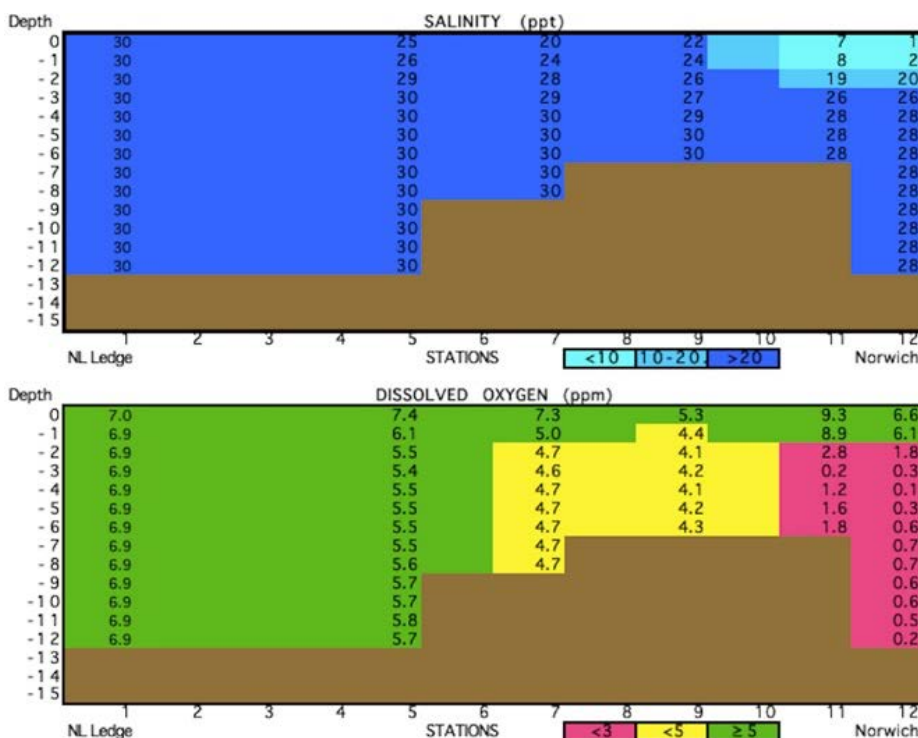 Depth SALINITY (ppt)
0 30 25 20 22 7 1
- 1 30 26 24 24 8 2
- 2 30 29 28 26 19 20
- 3 30 30 29 27 26 26
- 4 30 30 30 29 28 28
- 5 30 30 30 30 28 28
- 6 30 30 30 30 28 28
- 7 30 30 30 28
- 8 30 30 30 28
- 9 30 30 28
-10 30 30 28
-11 30 30 28
-12 30 30 28
-13
-14
-15
1 2 3 4 5 6 7 8 9 10 11 12
NL Ledge STATIONS <10 10-20. >20 Norwich
Depth DISSOLVED OXYGEN (ppm)
0 7.0 7.4 7.3 5.3 9.3 6.6
- 1 6.9 6.1 5.0 4.4 8.9 6.1
- 2 6.9 5.5 4.7 4.1 2.8 1.8
- 3 6.9 5.4 4.6 4.2 0.2 0.3
- 4 6.9 5.5 4.7 4.1 1.2 0.1
- 5 6.9 5.5 4.7 4.2 1.6 0.3
- 6 6.9 5.5 4.7 4.3 1.8 0.6
- 7 6.9 5.5 4.7 0.7
- 8 6.9 5.6 4.7 0.7
- 9 6.9 5.7 0.6
-10 6.9 5.7 0.6
-11 6.9 5.8 0.5
-12 6.9 5.7 0.2
-13
-14
-15
1 2 3 4 5 6 7 8 9 10 11 12
NL Ledge STATIONS <3 <5 ≥5 Norwich